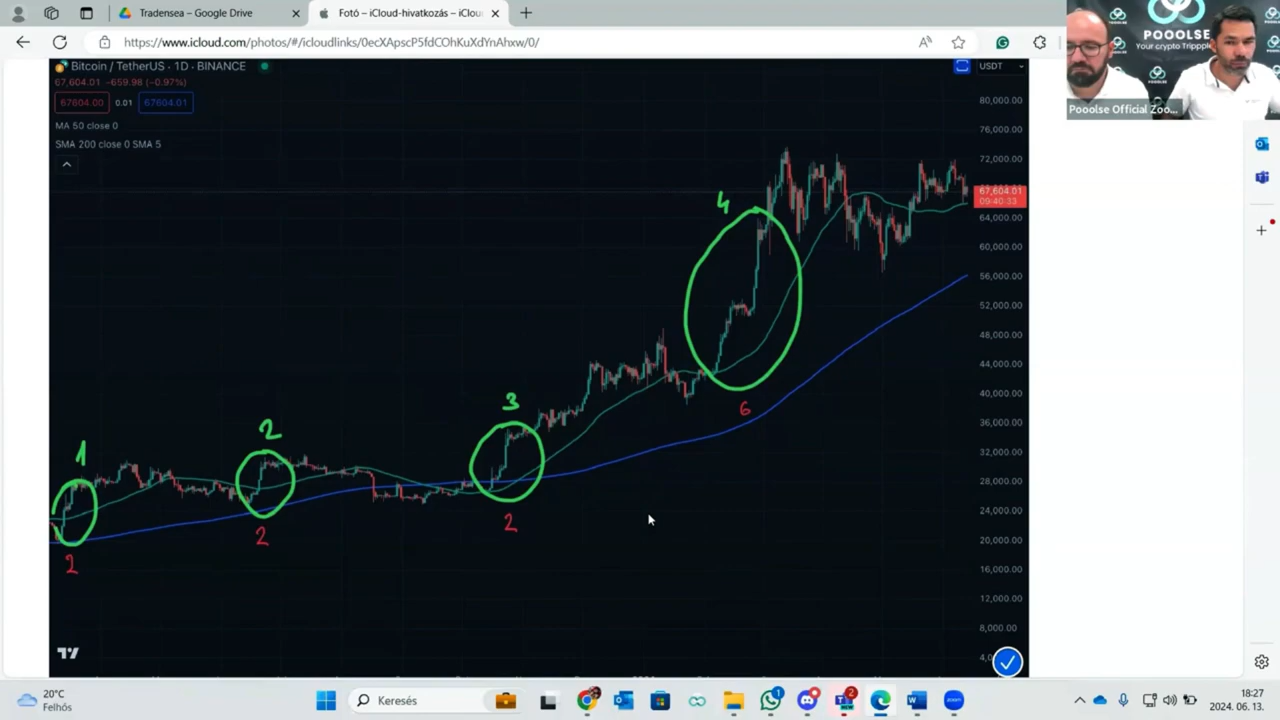 Tradensea – Google Drive
Fotó – iCloud-hivatkozás – iClou
https://www.icloud.com/photos/#/icloudlinks/0ecXApscP5fdCOhKuXdYnAhxw/0/
Bitcoin / TetherUS · 1D · BINANCE
USDT
67,604.01 −659.98 (−0.97%)
67604.00 0.01 67604.01
MA 50 close 0
SMA 200 close 0 SMA 5
80,000.00
76,000.00
72,000.00
67,604.01
09:40:33
64,000.00
60,000.00
56,000.00
52,000.00
48,000.00
44,000.00
40,000.00
36,000.00
32,000.00
28,000.00
24,000.00
20,000.00
16,000.00
12,000.00
8,000.00
1
2
3
4
2
2
2
6
POOOLSE
Your crypto Trippple
Pooolse Official Zoo...
20°C
Felhős
Keresés
1
2
18:27
2024. 06. 13.